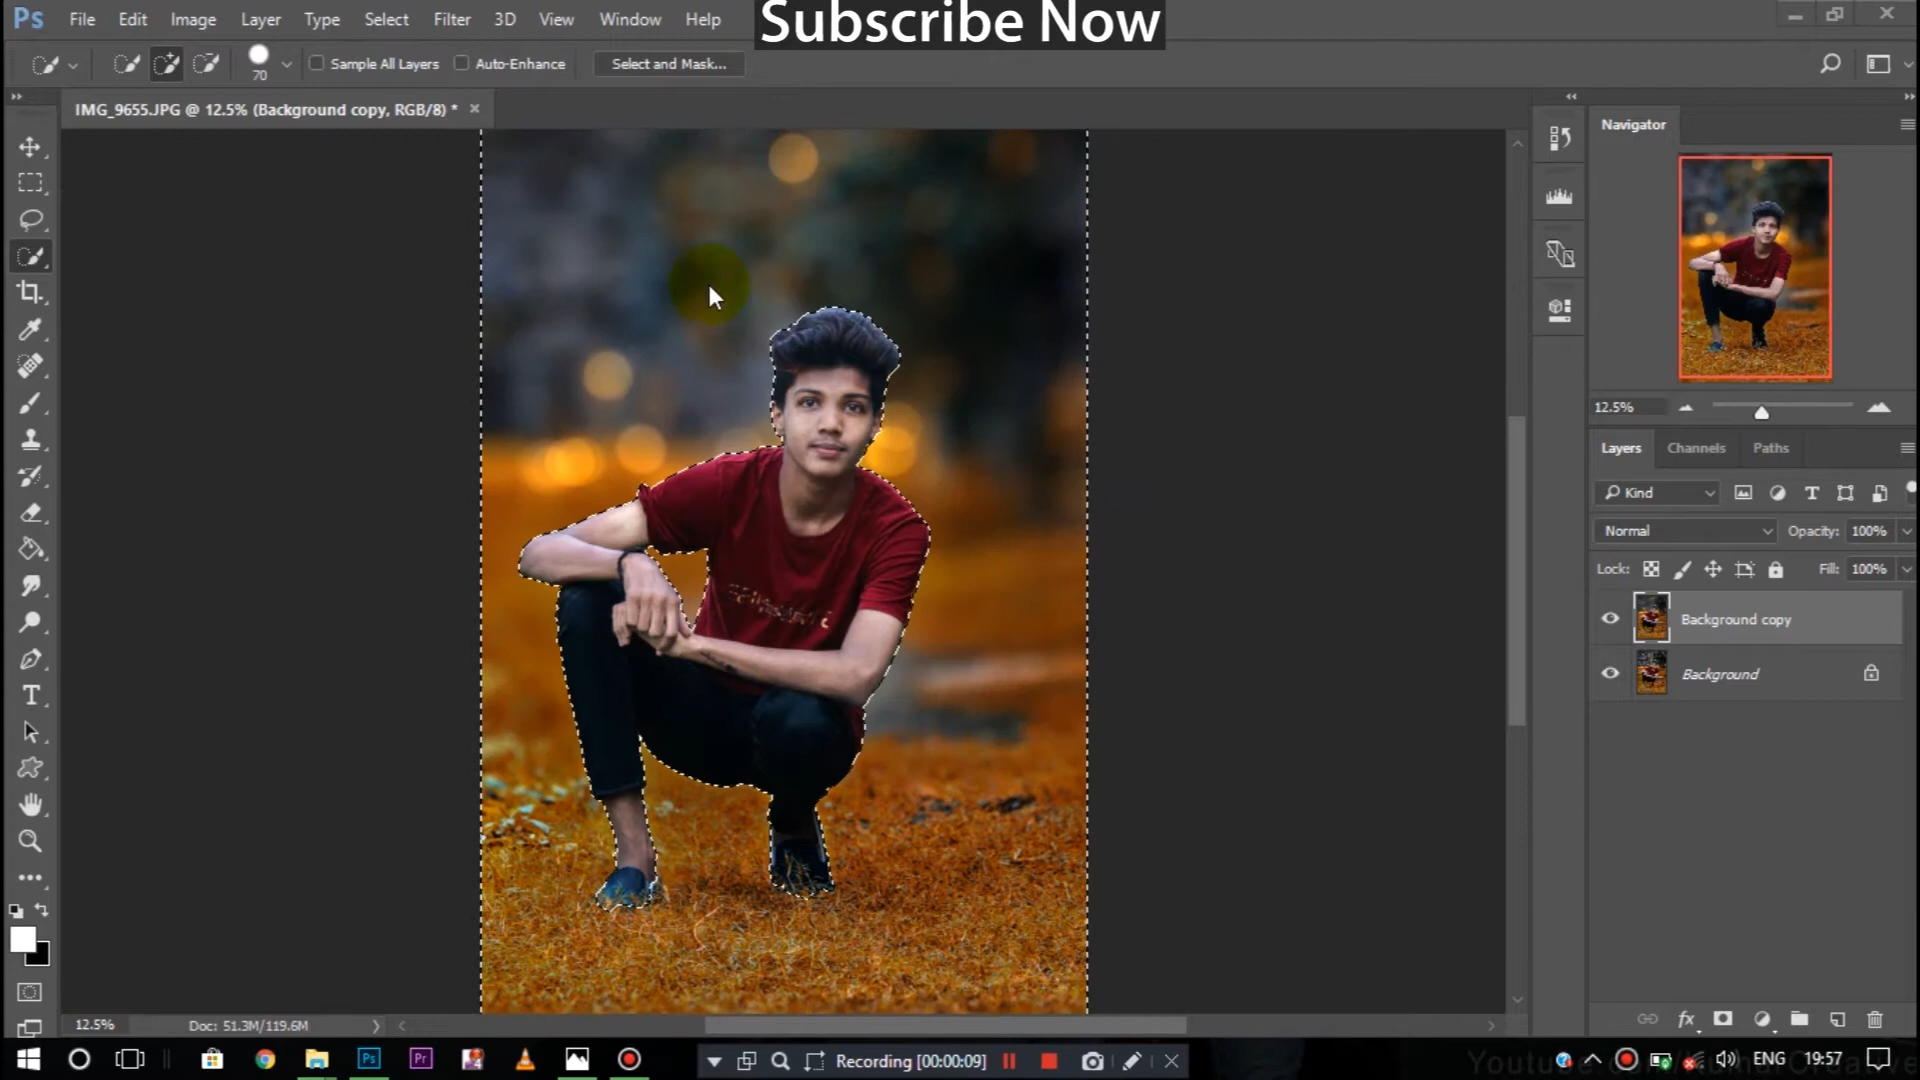 Ps File Edit Image Layer Type Select Filter 3D View Window Help
Subscribe Now
70 Sample All Layers Auto-Enhance Select and Mask...
IMG_9655.JPG @ 12.5% (Background copy, RGB/8) *
Navigator
12.5%
Layers Channels Paths
Kind
Normal Opacity: 100%
Lock: Fill: 100%
Background copy
Background
12.5% Doc: 51.3M/119.6M
fx
Ps Pr Recording [00:00:09] ENG 19:57